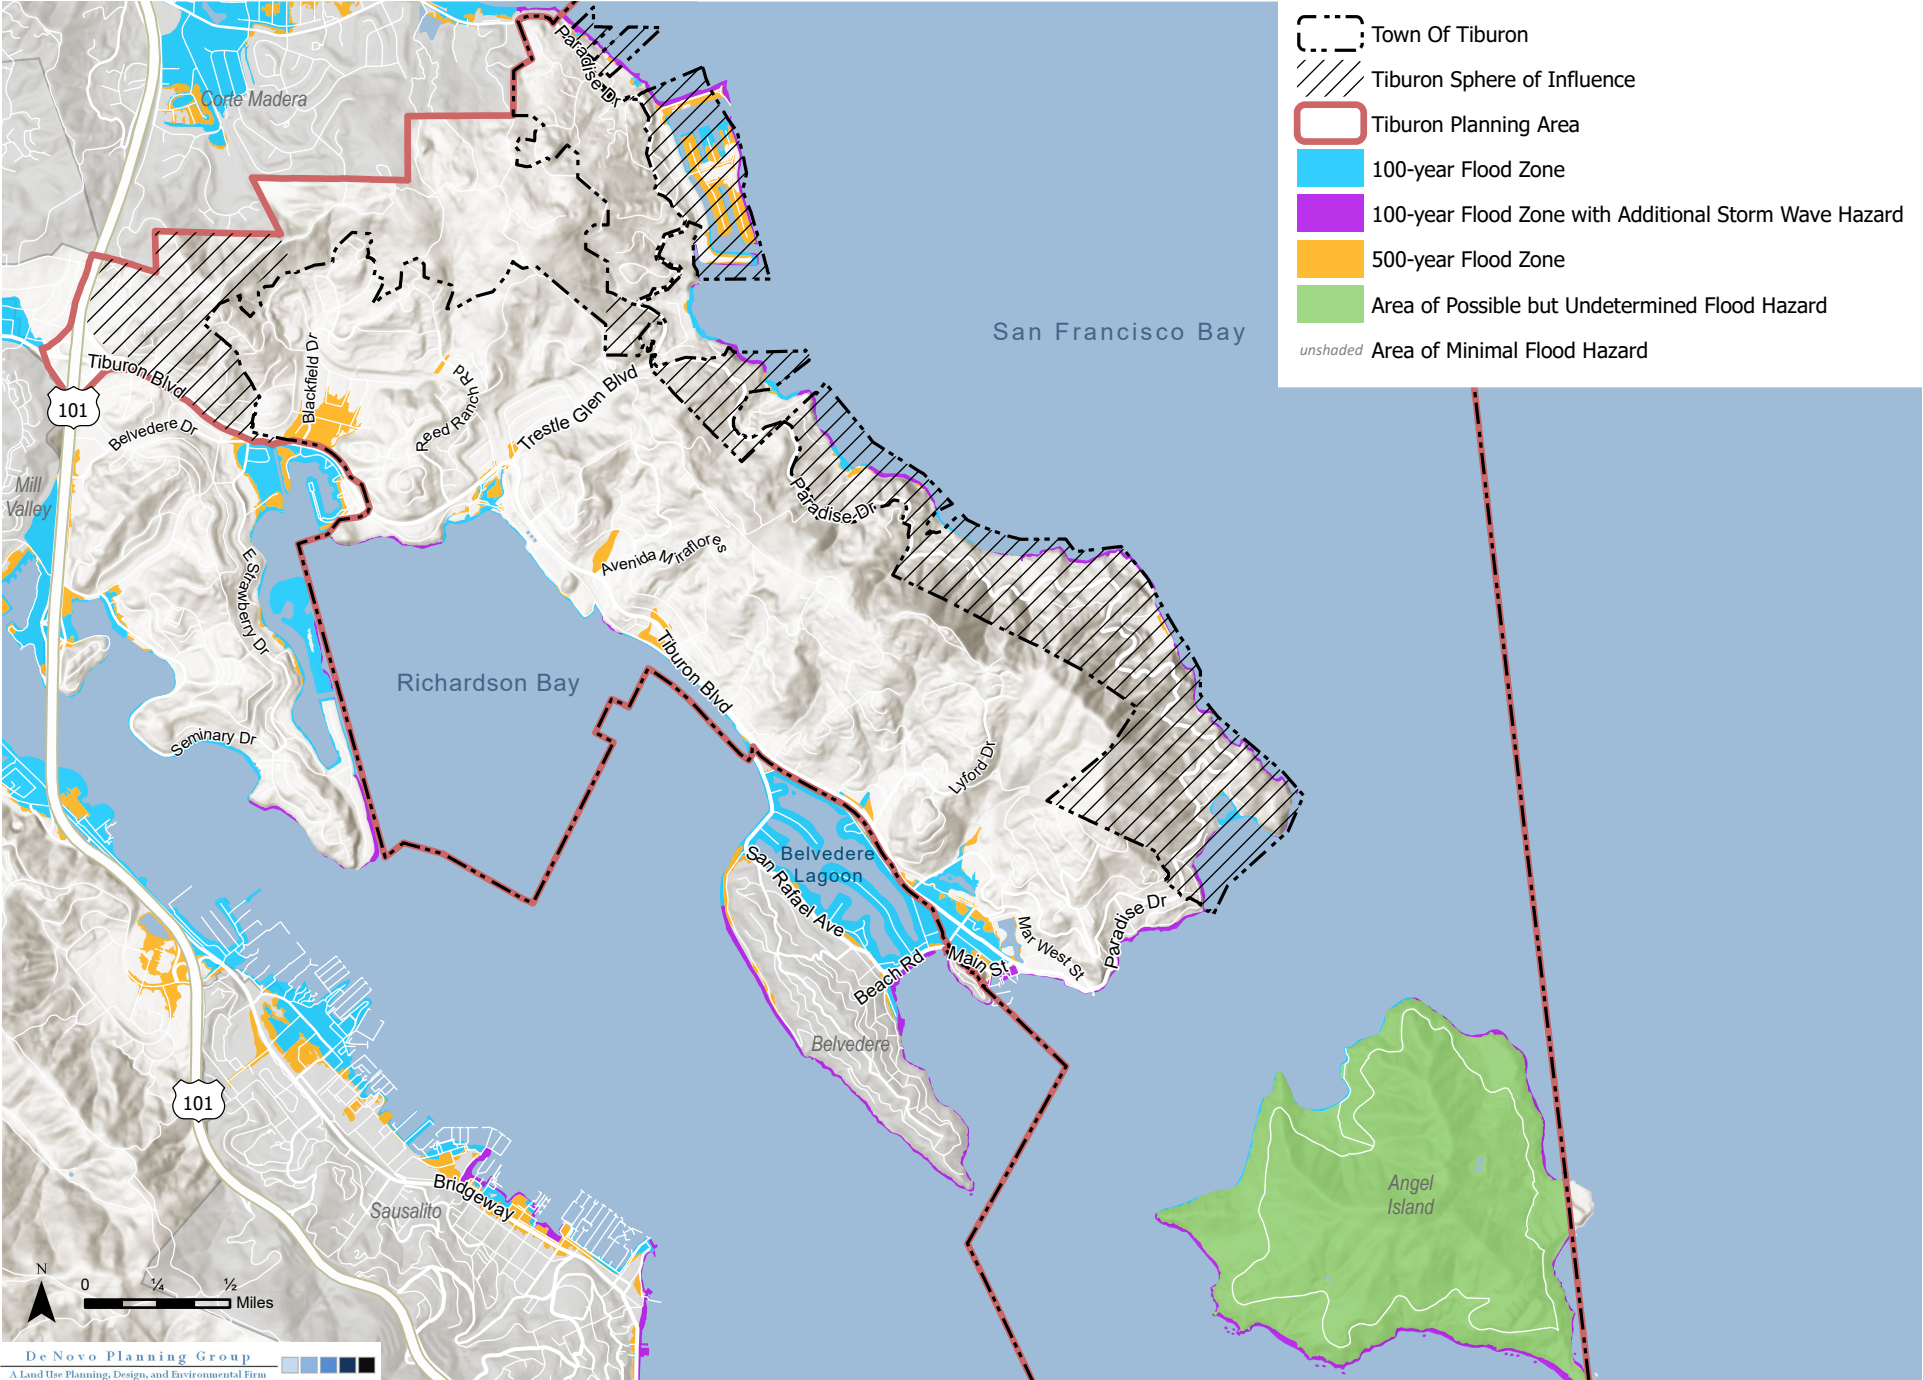 Town Of Tiburon
Tiburon Sphere of Influence
Tiburon Planning Area
100-year Flood Zone
100-year Flood Zone with Additional Storm Wave Hazard
500-year Flood Zone
Area of Possible but Undetermined Flood Hazard
unshaded Area of Minimal Flood Hazard
Paradise Dr
Corte Madera
San Francisco Bay
Tiburon Blvd
101
Belvedere Dr
Blackfield Dr
Reed Ranch Rd
Trestle Glen Blvd
Mill
Valley
Paradise Dr
E Strawberry Dr
Avenida Miraflores
Tiburon Blvd
Richardson Bay
Seminary Dr
Lyford Dr
Belvedere
Lagoon
San Rafael Ave
Beach Rd
Main St
Mar West St
Paradise Dr
Belvedere
101
Bridgeway
Sausalito
Angel
Island
N
0 ¼ ½
Miles
De Novo Planning Group
A Land Use Planning, Design, and Environmental Firm